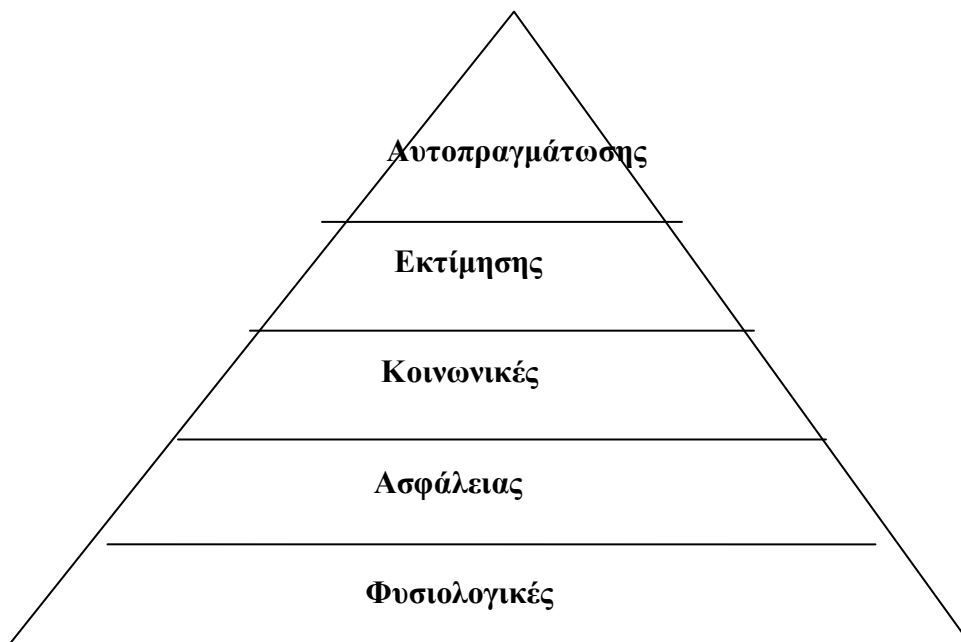 Αυτοπραγμάτωσης
Εκτίμησης
Κοινωνικές
Ασφάλειας
Φυσιολογικές